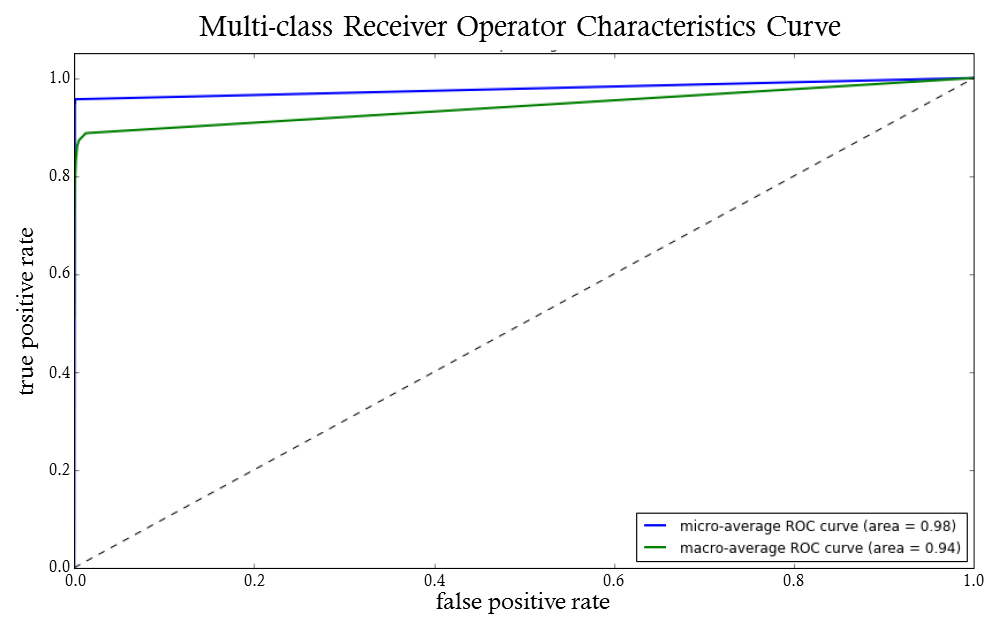 Multi-class Receiver Operator Characteristics Curve
1.0
0.8
0.6
0.4
0.2
0.0
true positive rate
0.0 0.2 0.4 0.6 0.8 1.0
false positive rate
micro-average ROC curve (area = 0.98)
macro-average ROC curve (area = 0.94)